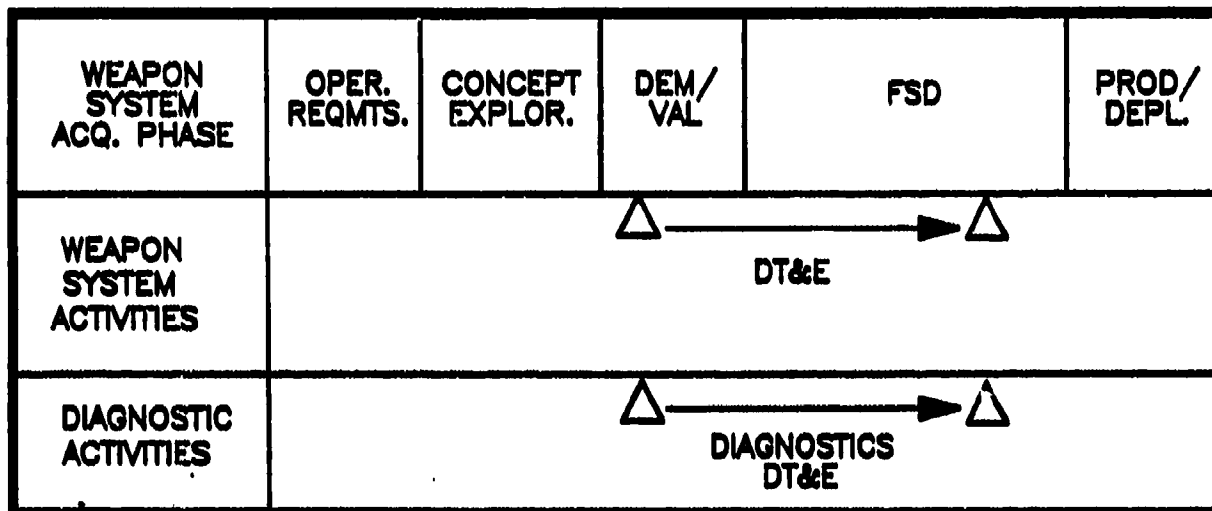 WEAPON
SYSTEM
ACQ. PHASE
OPER.
REQMTS.
CONCEPT
EXPLOR.
DEM/
VAL
FSD
PROD/
DEPL.
WEAPON
SYSTEM
ACTIVITIES
DT&E
DIAGNOSTIC
ACTIVITIES
DIAGNOSTICS
DT&E